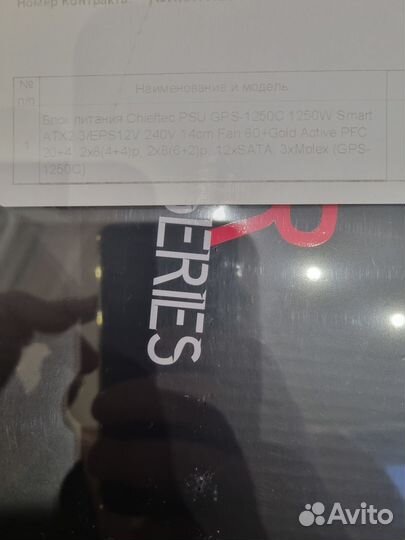 Номер Контракта:
№
п/п
Наименование и модель
Блок питания Chieftec PSU GPS-1250C 1250W Smart
ATX2.3/EPS12V 240V 14cm Fan 80+Gold Active PFC
1 20+4, 2x8(4+4)p, 2x8(6+2)p, 12xSATA, 3xMolex (GPS-
1250C)
SERIES
Avito